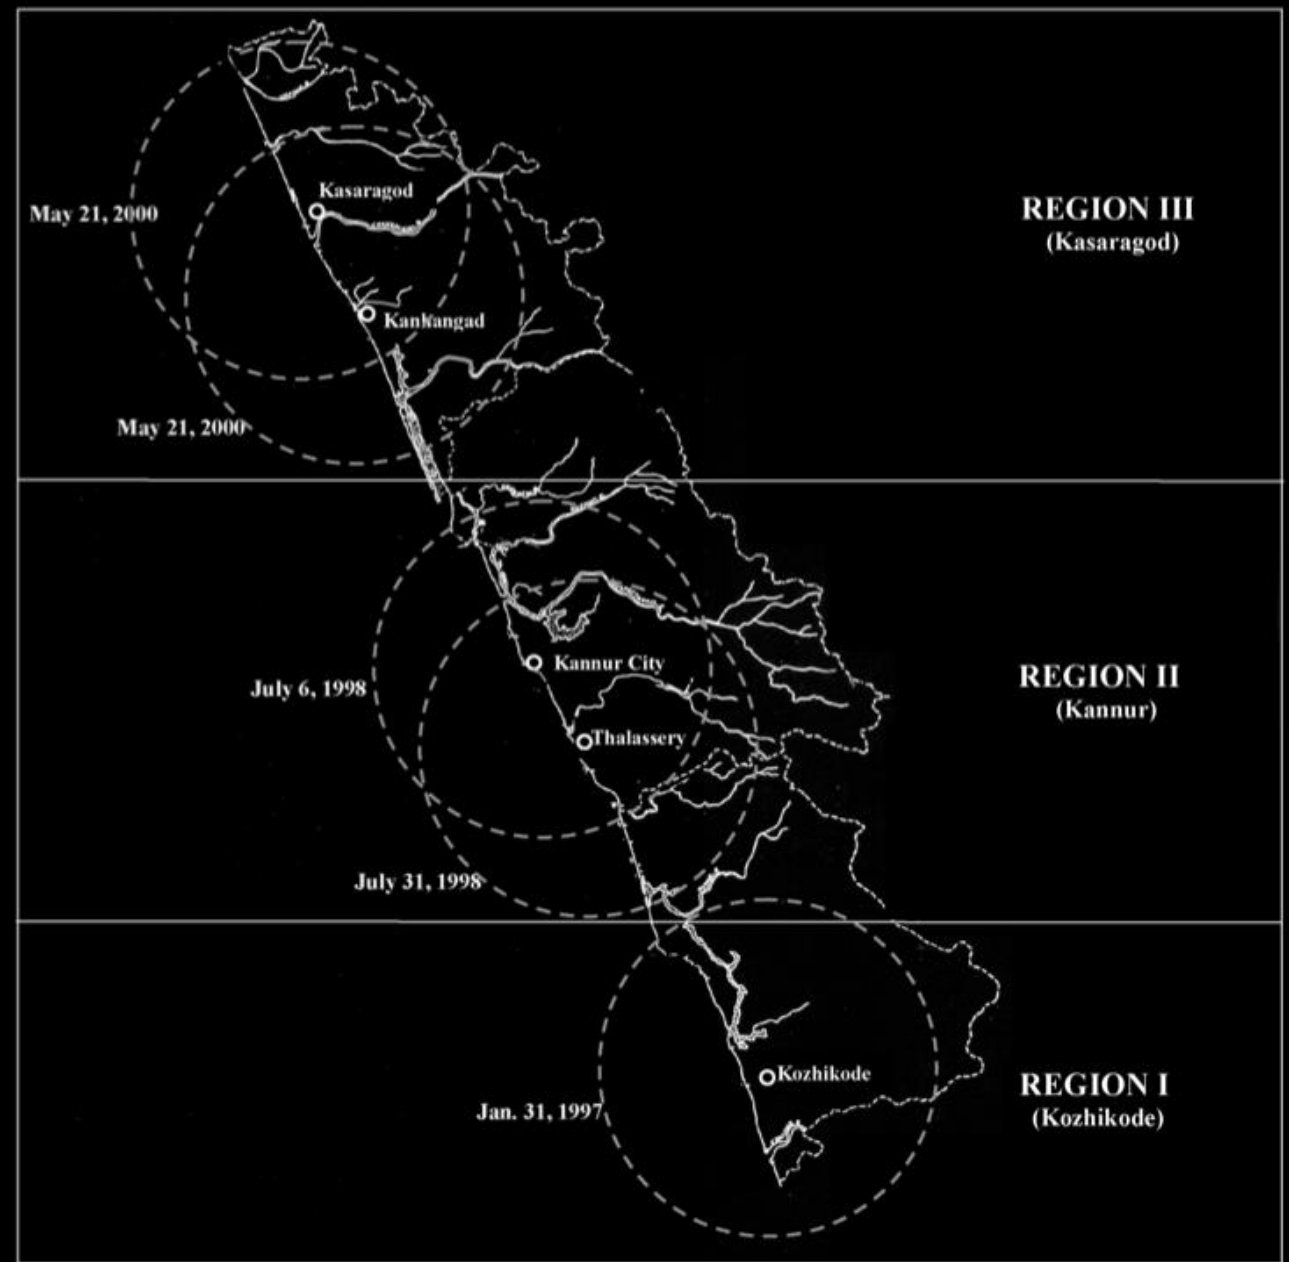 Kasaragod
May 21, 2000
REGION III
(Kasaragod)
Kanhangad
May 21, 2000
Kannur City
July 6, 1998
REGION II
(Kannur)
Thalassery
July 31, 1998
Kozhikode
REGION I
Jan. 31, 1997
(Kozhikode)